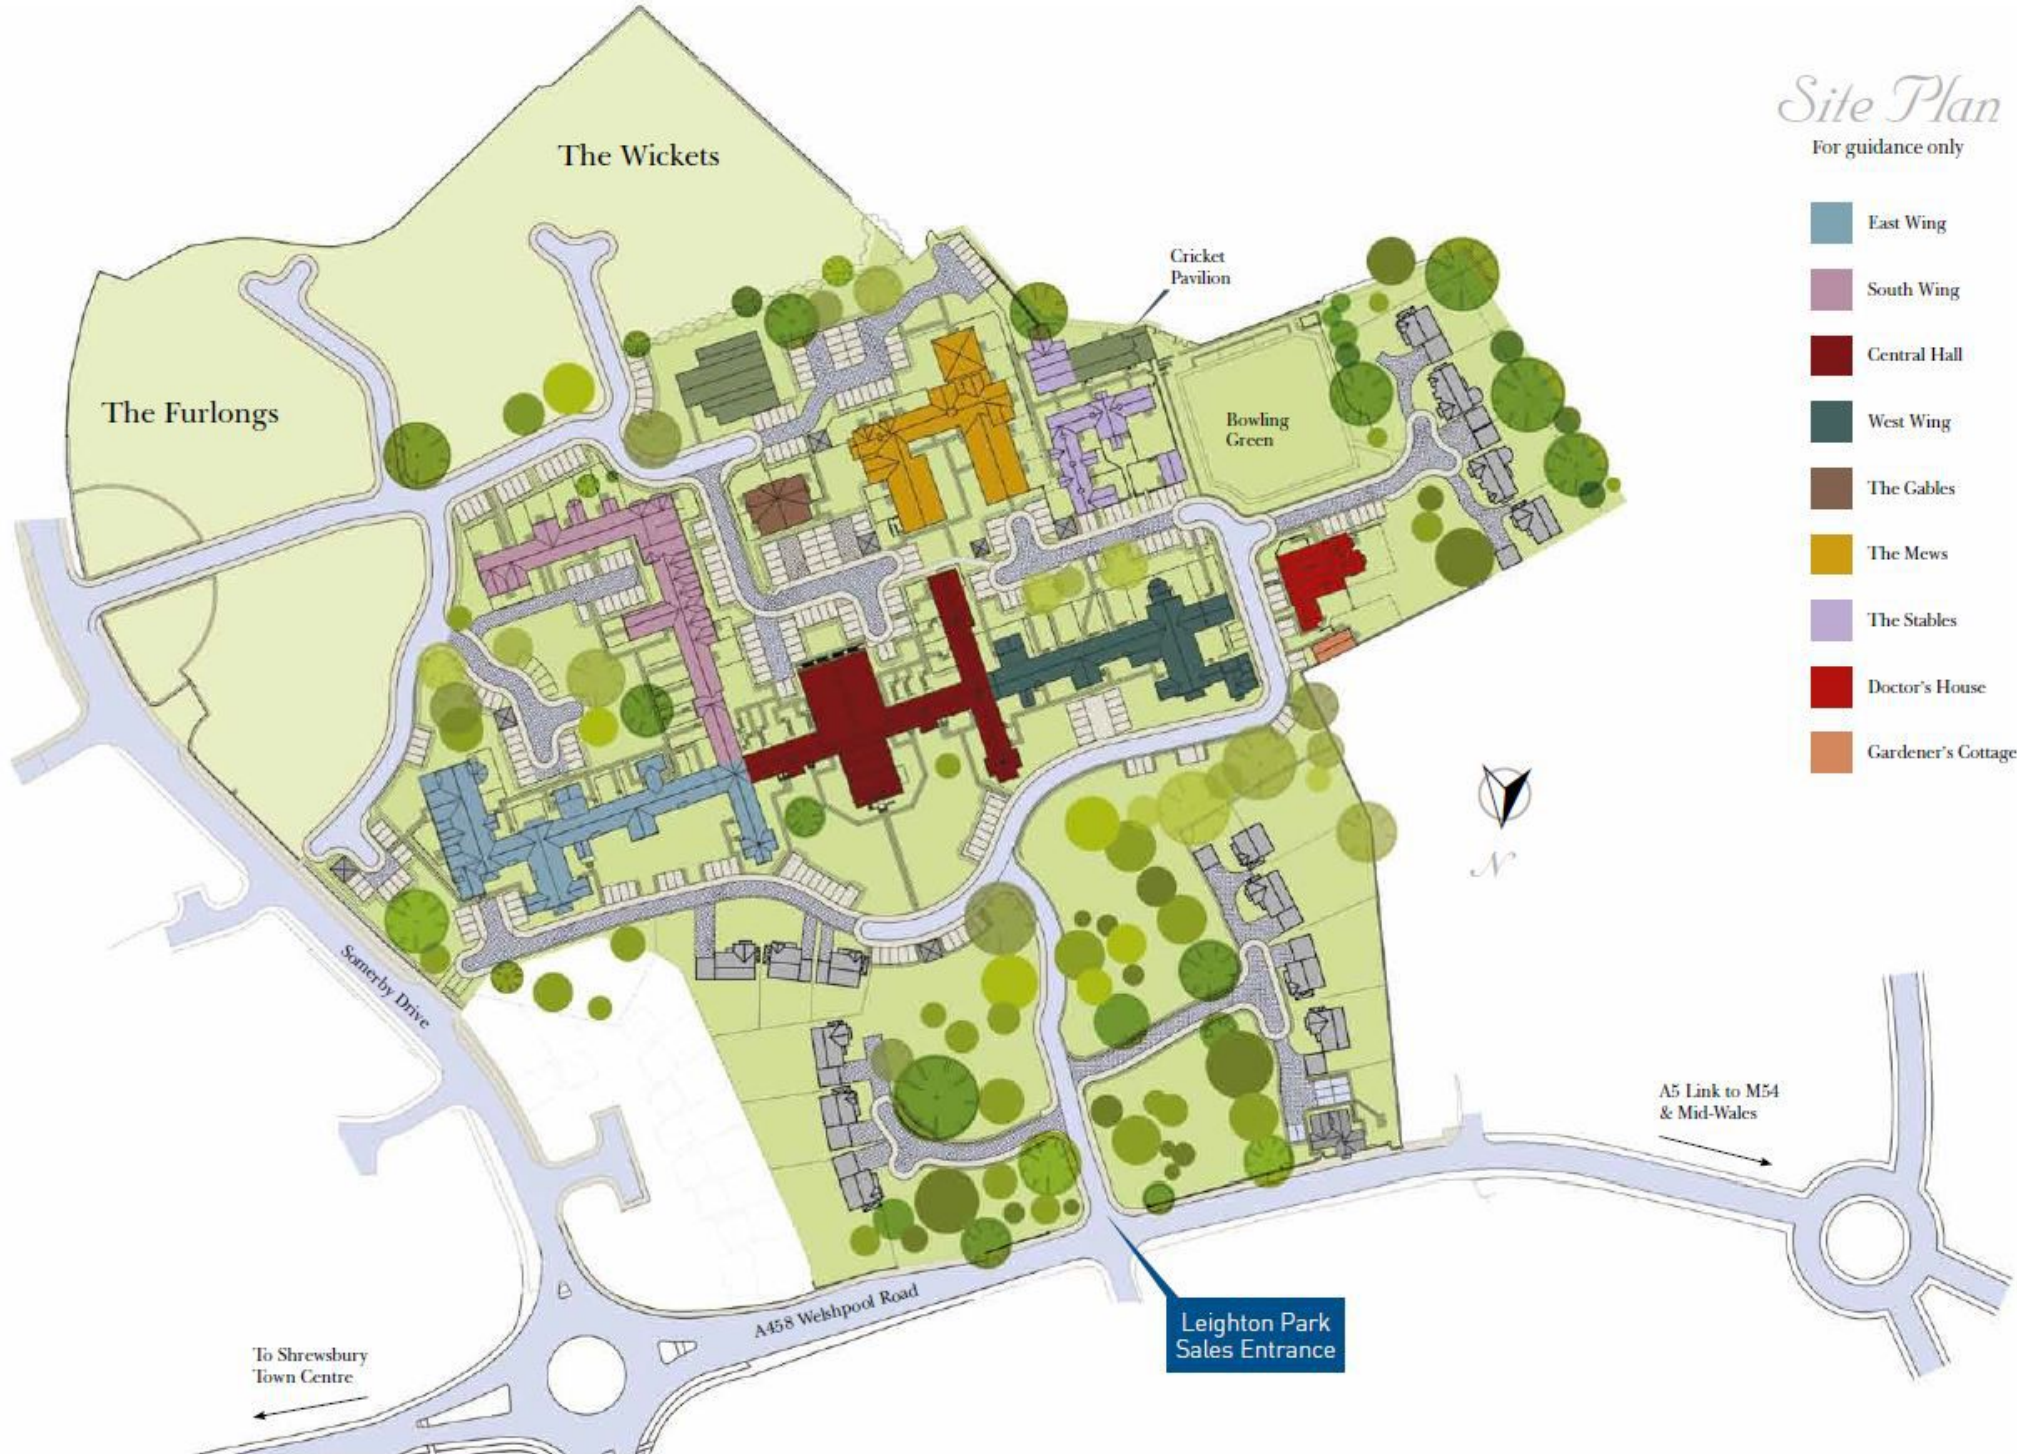 Site Plan
For guidance only
East Wing
South Wing
Central Hall
West Wing
The Gables
The Mews
The Stables
Doctor's House
Gardener's Cottage
The Wickets
The Furlongs
Cricket
Pavilion
Bowling
Green
N
Somerby Drive
A5 Link to M54
& Mid-Wales
A458 Welshpool Road
Leighton Park
Sales Entrance
To Shrewsbury
Town Centre